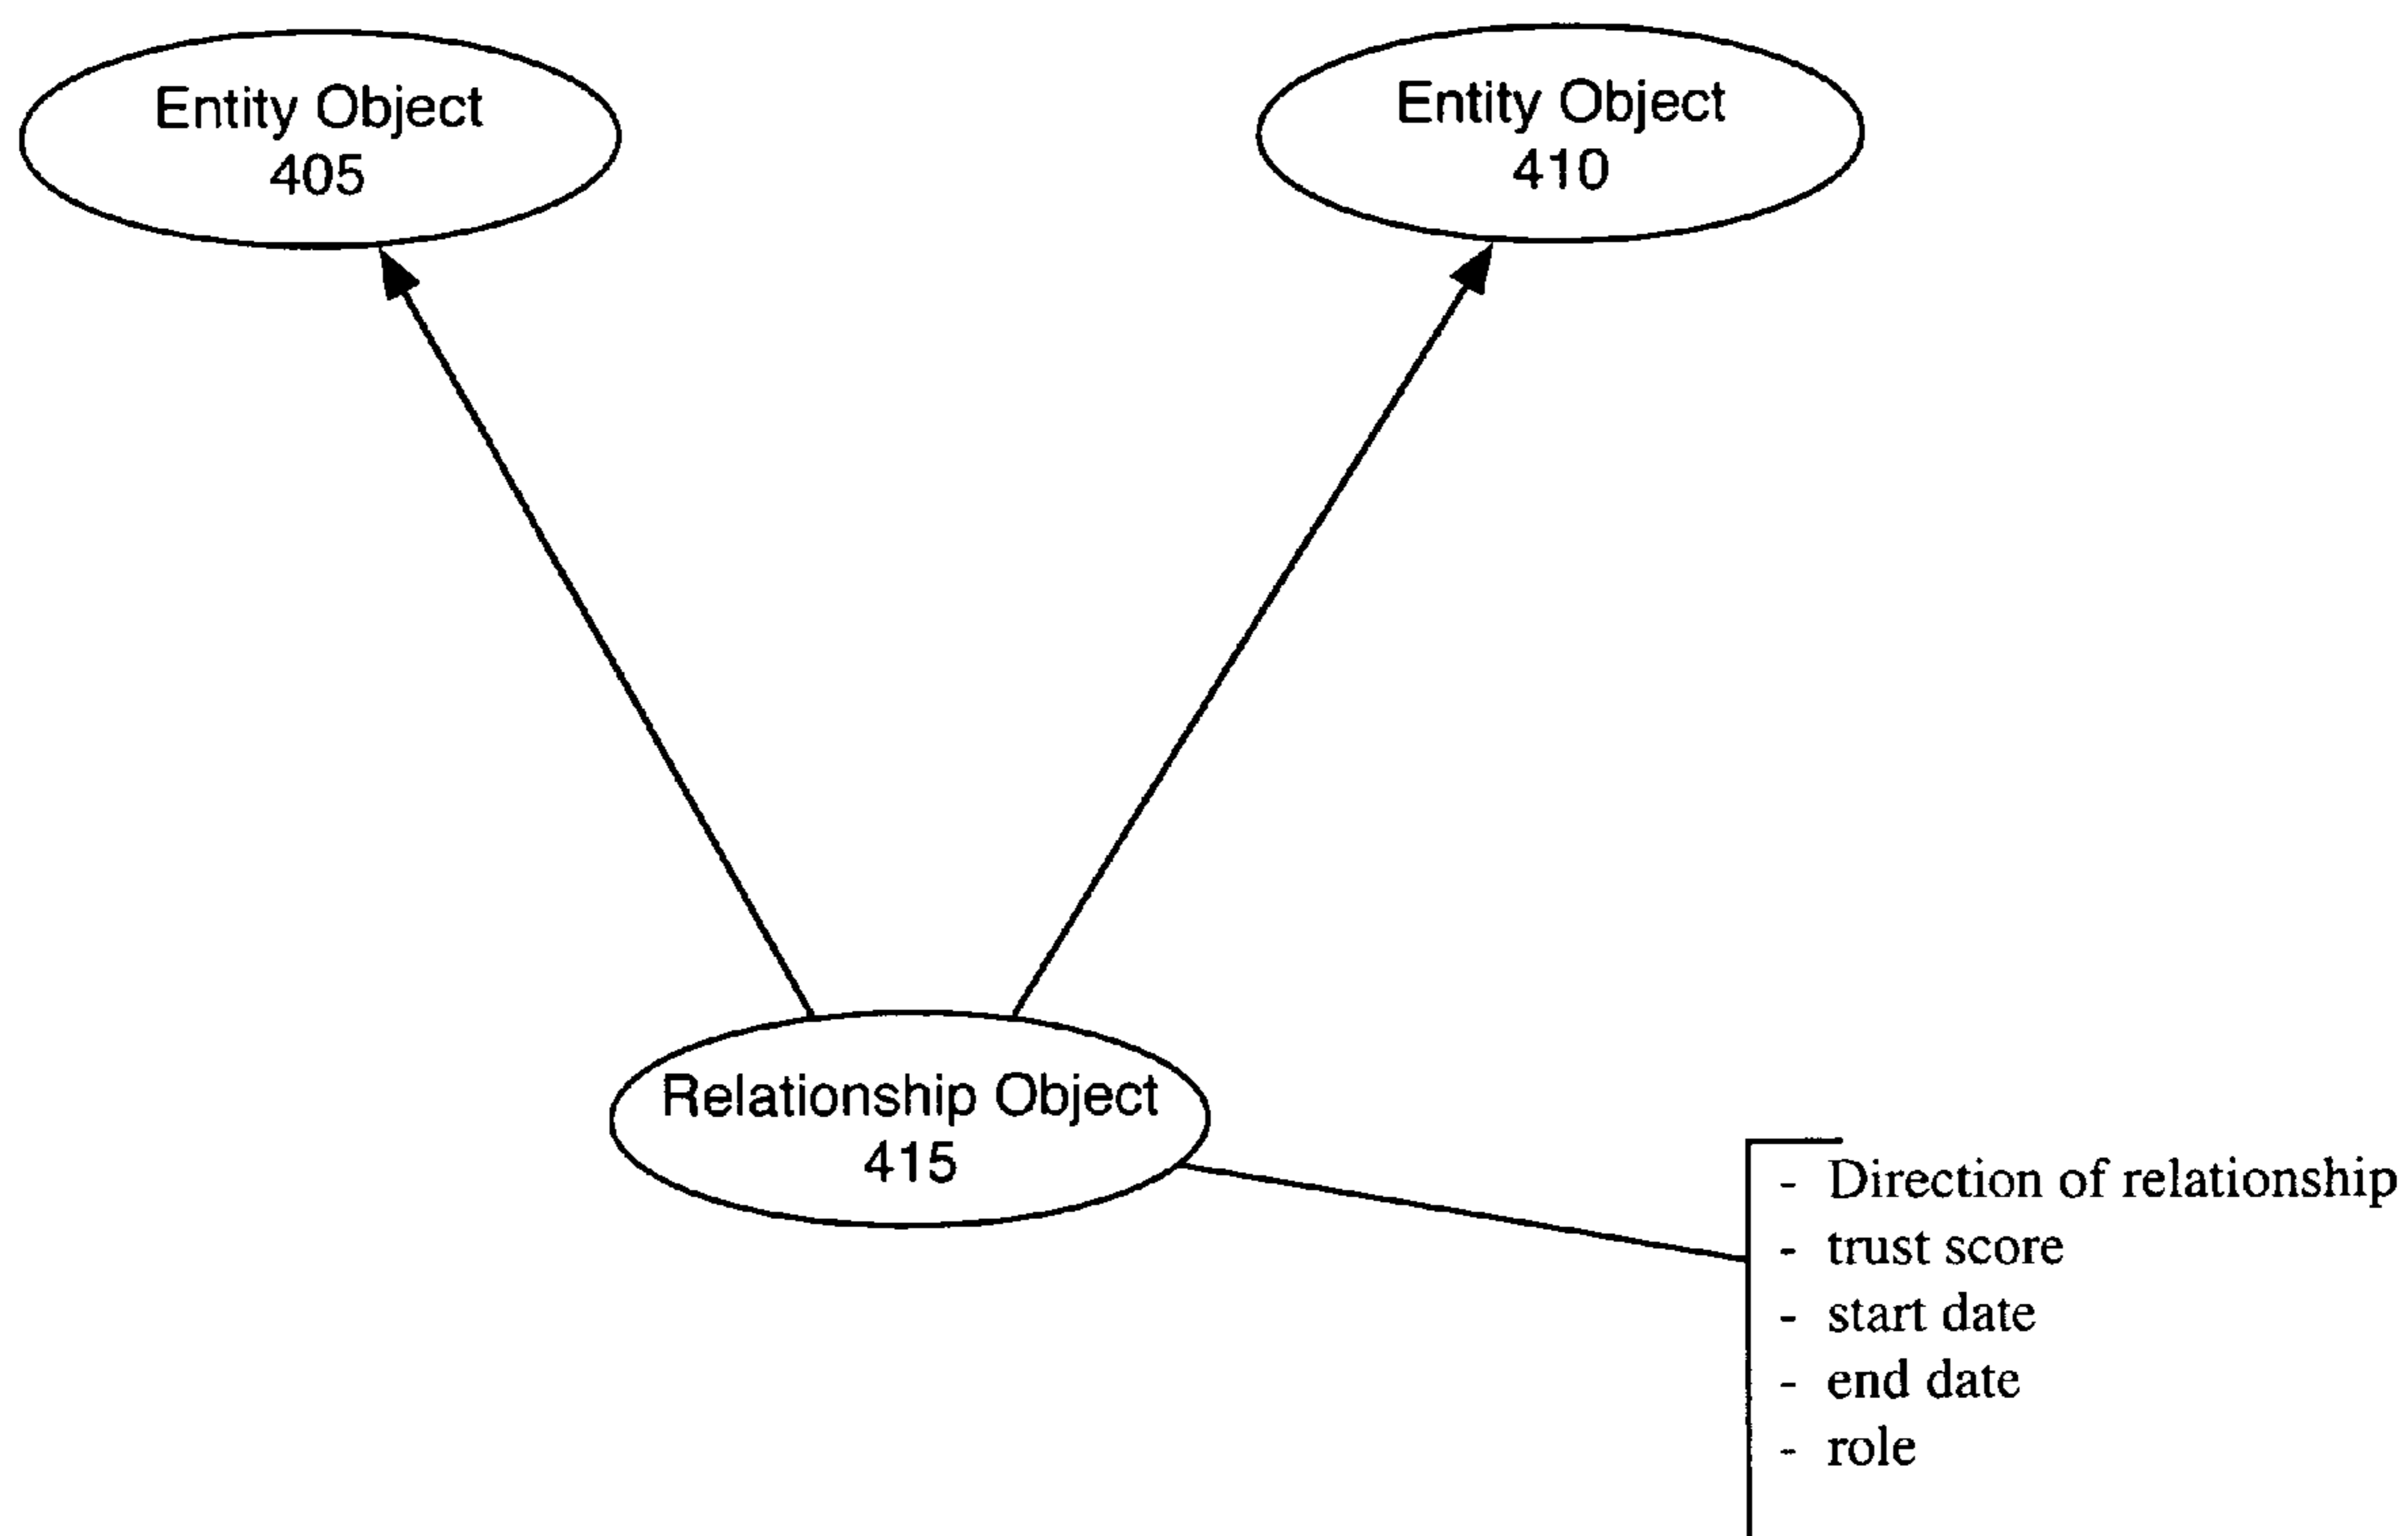 Entity Object
405
Entity Object
410
Relationship Object
415
- Direction of relationship
- trust score
- start date
- end date
- role